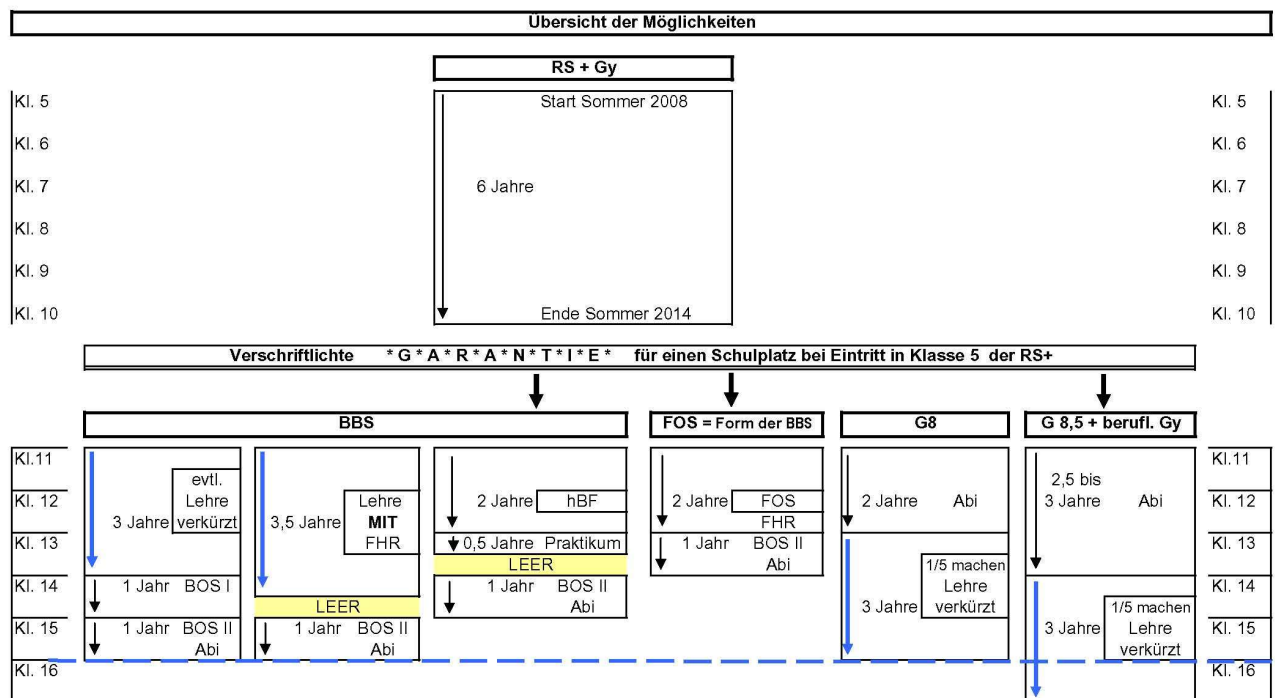 Übersicht der Möglichkeiten
RS + Gy
Kl. 5 Start Sommer 2008 Kl. 5
Kl. 6 Kl. 6
Kl. 7 6 Jahre Kl. 7
Kl. 8 Kl. 8
Kl. 9 Kl. 9
Kl. 10 Ende Sommer 2014 Kl. 10
Verschriftlichte *G*A*R*A*N*T*I*E* für einen Schulplatz bei Eintritt in Klasse 5 der RS+
BBS FOS = Form der BBS G8 G 8,5 + berufl. Gy
Kl.11 Kl.11
evtl. 2,5 bis
Kl. 12 Lehre Lehre 2 Jahre hBF 2 Jahre FOS 2 Jahre Abi 3 Jahre Abi Kl. 12
3 Jahre verkürzt 3,5 Jahre MIT FHR
Kl. 13 FHR 0,5 Jahre Praktikum 1 Jahr BOS II Kl. 13
LEER Abi 1/5 machen
Kl. 14 1 Jahr BOS I 1 Jahr BOS II Lehre Kl. 14
LEER Abi 3 Jahre verkürzt 1/5 machen
Kl. 15 1 Jahr BOS II 1 Jahr BOS II 3 Jahre Lehre Kl. 15
Abi Abi verkürzt
Kl. 16 Kl. 16